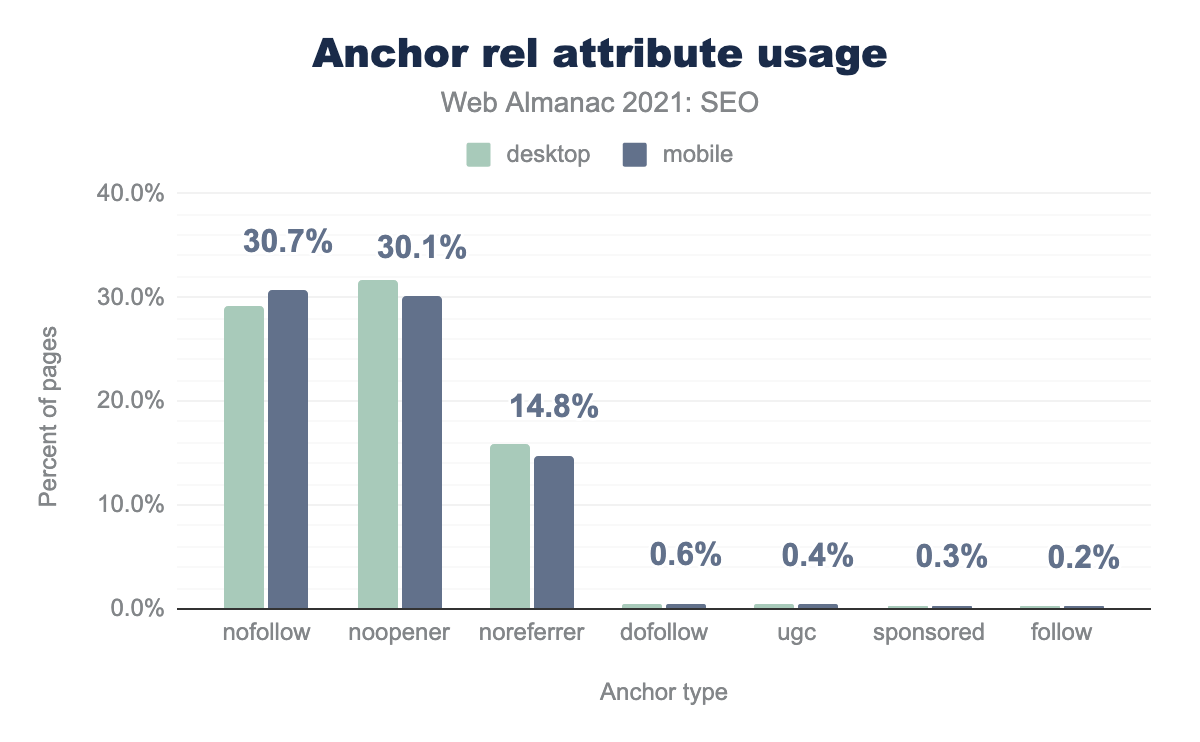 Anchor rel attribute usage
Web Almanac 2021: SEO
desktop mobile
Percent of pages
40.0%
30.0%
20.0%
10.0%
0.0%
30.7% 30.1% 14.8% 0.6% 0.4% 0.3% 0.2%
nofollow noopener noreferrer dofollow ugc sponsored follow
Anchor type